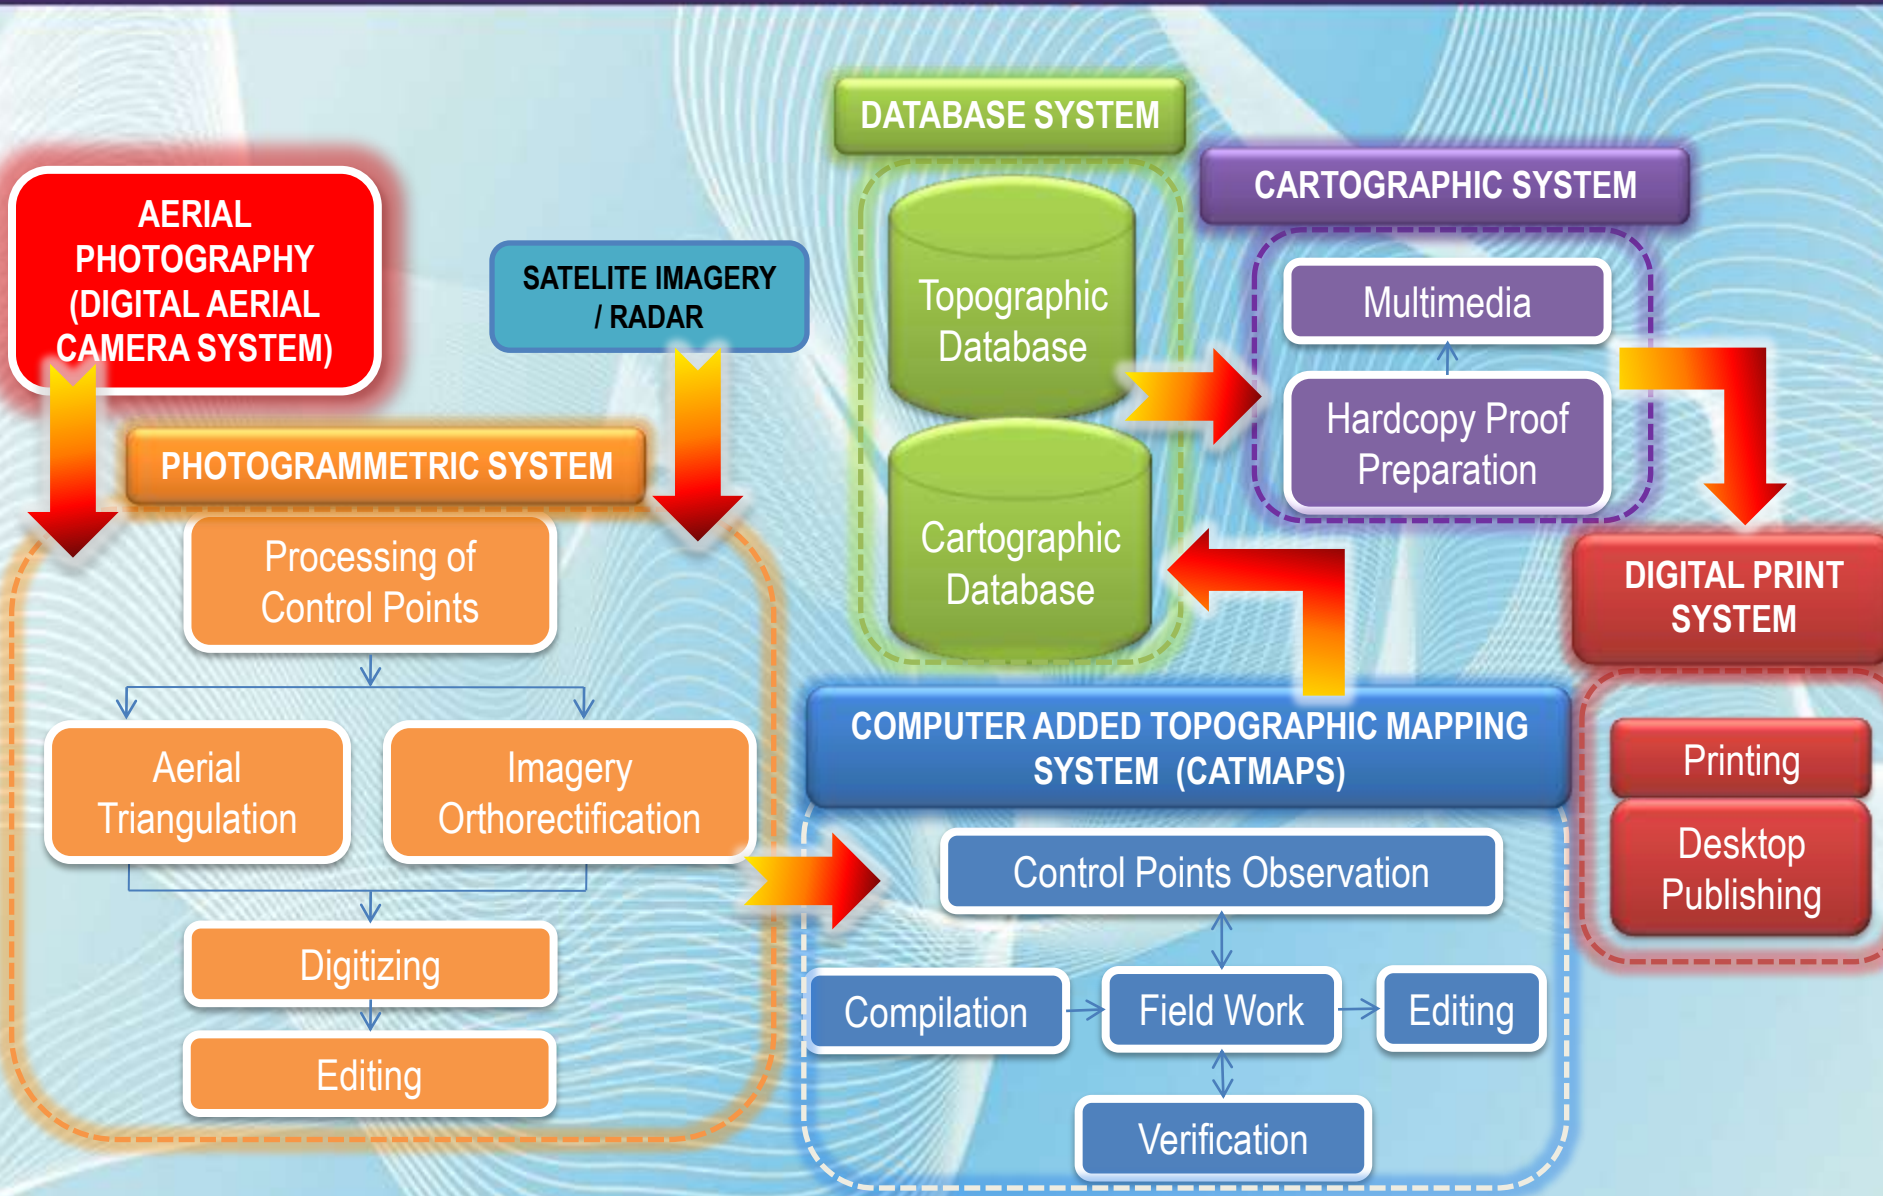 AERIAL
PHOTOGRAPHY
(DIGITAL AERIAL
CAMERA SYSTEM)
SATELITE IMAGERY
/ RADAR
PHOTOGRAMMETRIC SYSTEM
Processing of
Control Points
Aerial
Triangulation
Imagery
Orthorectification
Digitizing
Editing
DATABASE SYSTEM
Topographic
Database
Cartographic
Database
CARTOGRAPHIC SYSTEM
Multimedia
Hardcopy Proof
Preparation
COMPUTER ADDED TOPOGRAPHIC MAPPING
SYSTEM (CATMAPS)
Control Points Observation
Compilation
Field Work
Editing
Verification
DIGITAL PRINT
SYSTEM
Printing
Desktop
Publishing